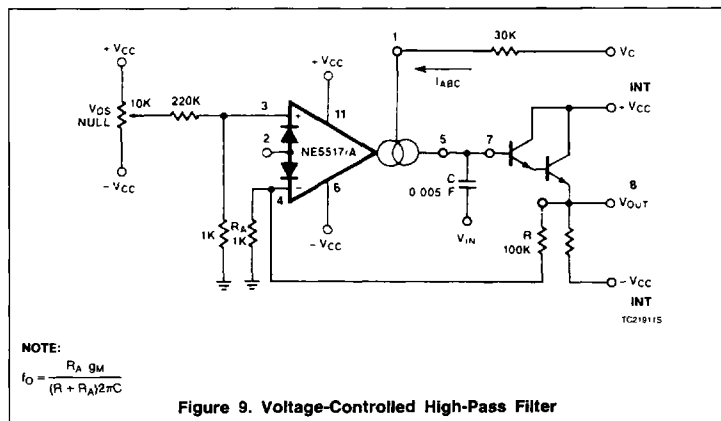 1
30K
VC
+ VCC
IABC
+ VCC
INT
VOS
NULL
10K
220K
3
+
11
+ VCC
2
NE5517/A
5
7
− VCC
C
0 005 F
8
VOUT
4
−
6
RA
1K
1K
− VCC
VIN
R
100K
− VCC
INT
TC21911S
NOTE:
fO = RA gM
(R + RA)2πC
Figure 9. Voltage-Controlled High-Pass Filter